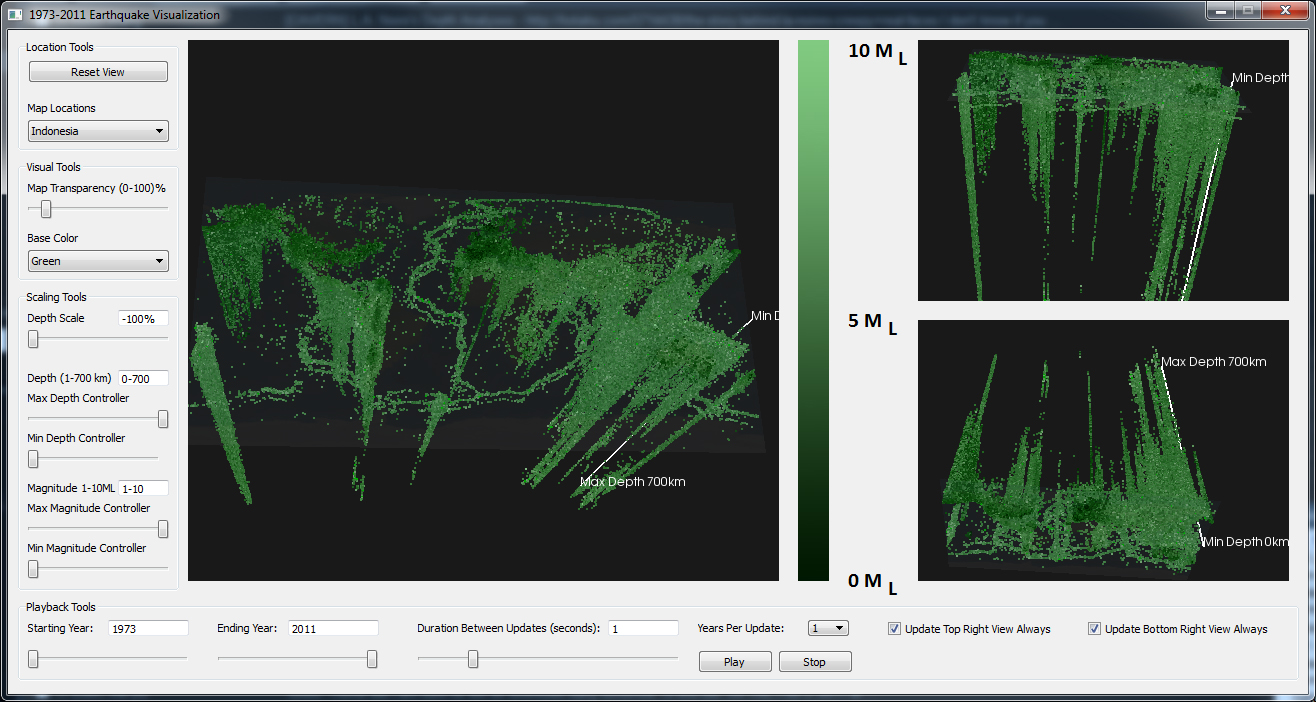 1973-2011 Earthquake Visualization
Location Tools
Reset View
Map Locations
Indonesia
Visual Tools
Map Transparency (0-100)%
Base Color
Green
Scaling Tools
Depth Scale
-100%
Depth (1-700 km)
0-700
Max Depth Controller
Min Depth Controller
Magnitude 1-10ML
1-10
Max Magnitude Controller
Min Magnitude Controller
Min D
Max Depth 700km
10 M L
5 M L
0 M L
Min Depth
Max Depth 700km
Min Depth 0km
Playback Tools
Starting Year:
1973
Ending Year:
2011
Duration Between Updates (seconds):
1
Years Per Update:
1
Update Top Right View Always
Update Bottom Right View Always
Play
Stop